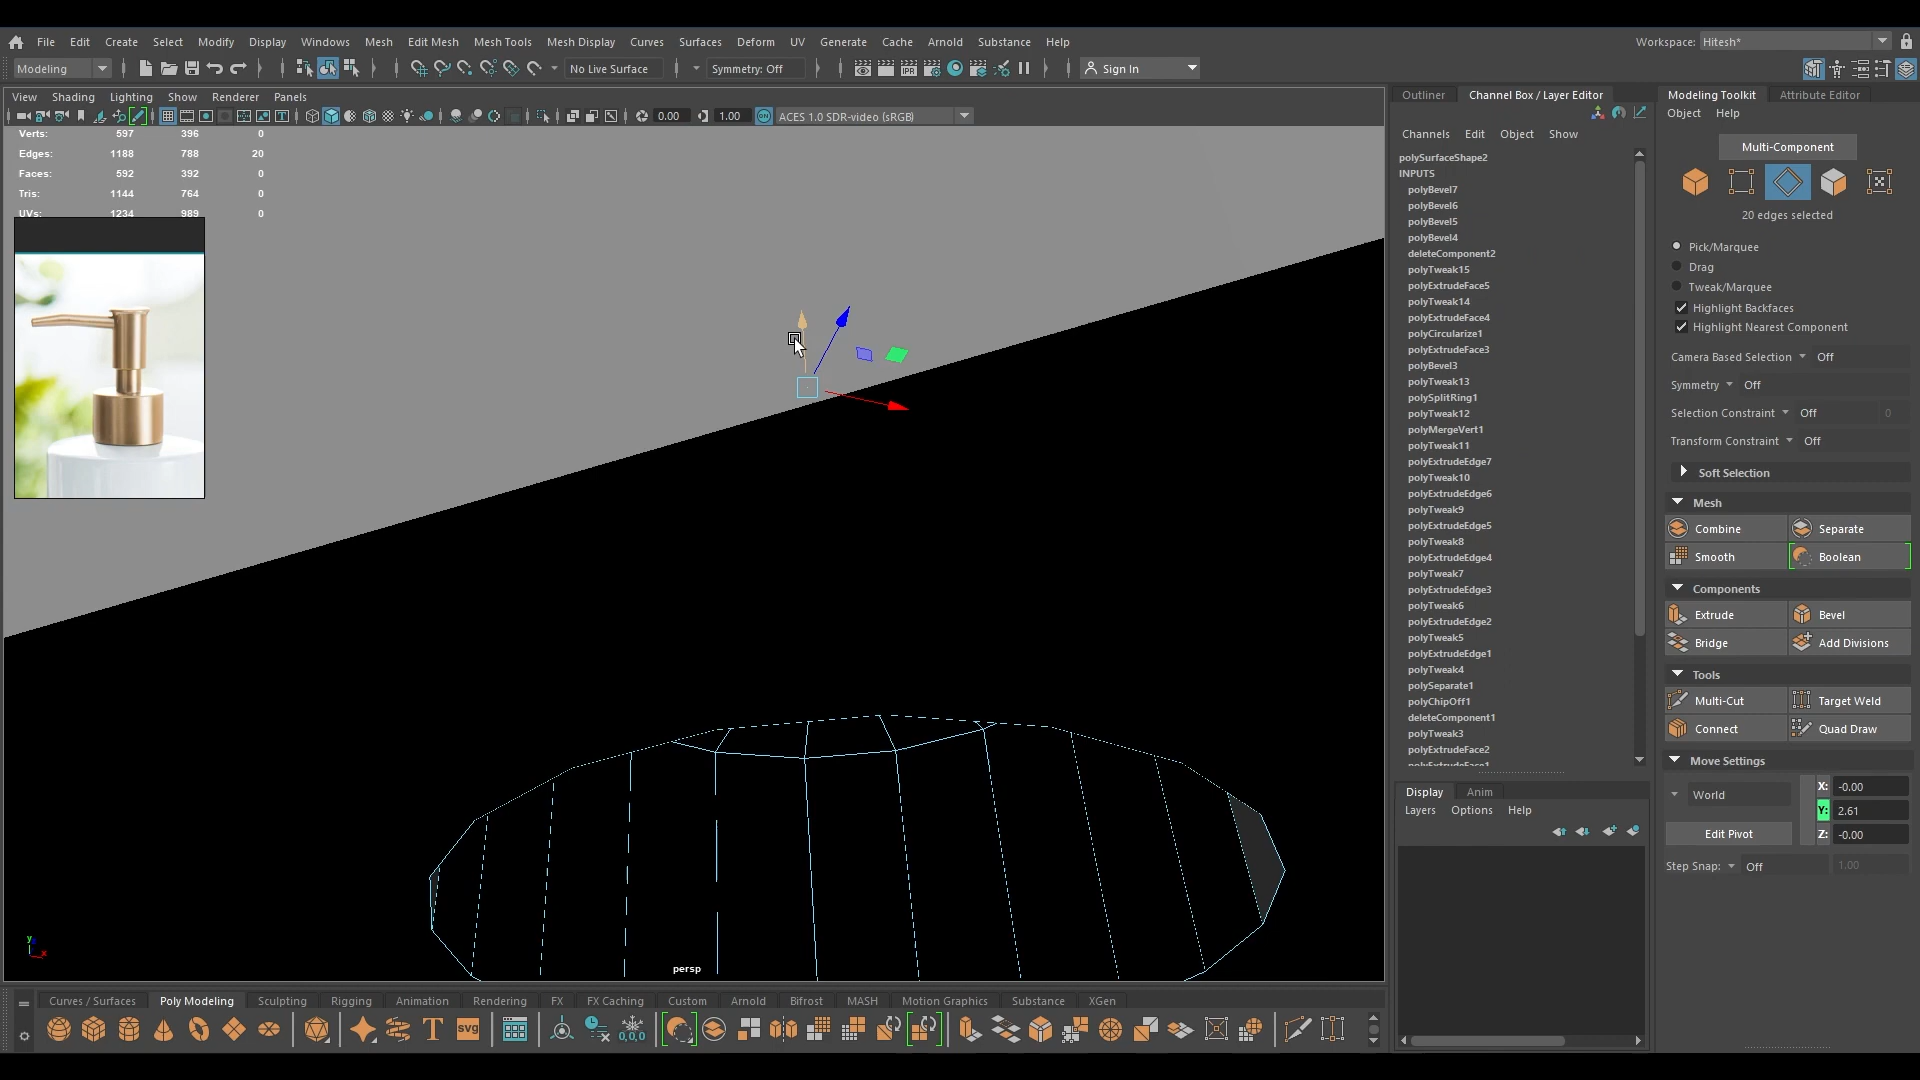 File Edit Create Select Modify Display Windows Mesh Edit Mesh Mesh Tools Mesh Display Curves Surfaces Deform UV Generate Cache Arnold Substance Help
Workspace: Hitesh*
Modeling
No Live Surface
Symmetry: Off
Sign In
View Shading Lighting Show Renderer Panels
0.00
1.00
ACES 1.0 SDR-video (sRGB)
Verts: 597 396 0
Edges: 1188 788 20
Faces: 592 392 0
Tris: 1144 764 0
UVs: 1234 989 0
persp
Outliner Channel Box / Layer Editor
Channels Edit Object Show
polySurfaceShape2
INPUTS
polyBevel7
polyBevel6
polyBevel5
polyBevel4
deleteComponent2
polyTweak15
polyExtrudeFace5
polyTweak14
polyExtrudeFace4
polyCircularize1
polyExtrudeFace3
polyBevel3
polyTweak13
polySplitRing1
polyTweak12
polyMergeVert1
polyTweak11
polyExtrudeEdge7
polyTweak10
polyExtrudeEdge6
polyTweak9
polyExtrudeEdge5
polyTweak8
polyExtrudeEdge4
polyTweak7
polyExtrudeEdge3
polyTweak6
polyExtrudeEdge2
polyTweak5
polyExtrudeEdge1
polyTweak4
polySeparate1
polyChipOff1
deleteComponent1
polyTweak3
polyExtrudeFace2
polyExtrudeFace1
Display Anim
Layers Options Help
Modeling Toolkit Attribute Editor
Object Help
Multi-Component
20 edges selected
Pick/Marquee
Drag
Tweak/Marquee
Highlight Backfaces
Highlight Nearest Component
Camera Based Selection Off
Symmetry Off
Selection Constraint Off 0
Transform Constraint Off
Soft Selection
Mesh
Combine Separate
Smooth Boolean
Components
Extrude Bevel
Bridge Add Divisions
Tools
Multi-Cut Target Weld
Connect Quad Draw
Move Settings
World
X: -0.00
Y: 2.61
Edit Pivot
Z: -0.00
Step Snap: Off 1.00
Curves / Surfaces Poly Modeling Sculpting Rigging Animation Rendering FX FX Caching Custom Arnold Bifrost MASH Motion Graphics Substance XGen
T svg 0,0,0